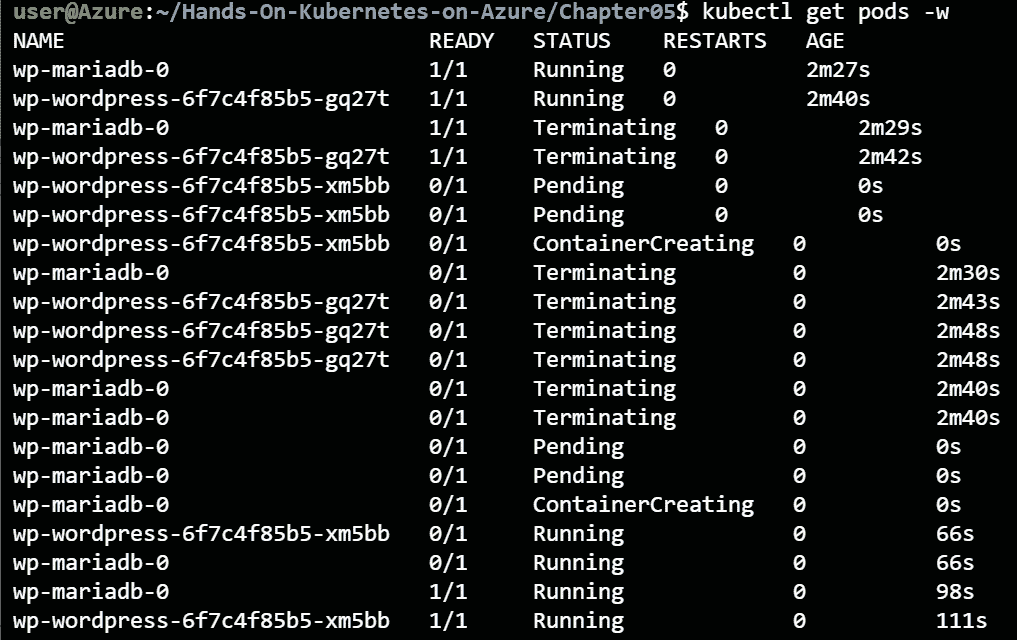 user@Azure:~/Hands-On-Kubernetes-on-Azure/Chapter05$ kubectl get pods -w
NAME READY STATUS RESTARTS AGE
wp-mariadb-0 1/1 Running 0 2m27s
wp-wordpress-6f7c4f85b5-gq27t 1/1 Running 0 2m40s
wp-mariadb-0 1/1 Terminating 0 2m29s
wp-wordpress-6f7c4f85b5-gq27t 1/1 Terminating 0 2m42s
wp-wordpress-6f7c4f85b5-xm5bb 0/1 Pending 0 0s
wp-wordpress-6f7c4f85b5-xm5bb 0/1 Pending 0 0s
wp-wordpress-6f7c4f85b5-xm5bb 0/1 ContainerCreating 0 0s
wp-mariadb-0 0/1 Terminating 0 2m30s
wp-wordpress-6f7c4f85b5-gq27t 0/1 Terminating 0 2m43s
wp-wordpress-6f7c4f85b5-gq27t 0/1 Terminating 0 2m48s
wp-wordpress-6f7c4f85b5-gq27t 0/1 Terminating 0 2m48s
wp-mariadb-0 0/1 Terminating 0 2m40s
wp-mariadb-0 0/1 Terminating 0 2m40s
wp-mariadb-0 0/1 Pending 0 0s
wp-mariadb-0 0/1 Pending 0 0s
wp-mariadb-0 0/1 ContainerCreating 0 0s
wp-wordpress-6f7c4f85b5-xm5bb 0/1 Running 0 66s
wp-mariadb-0 0/1 Running 0 66s
wp-mariadb-0 1/1 Running 0 98s
wp-wordpress-6f7c4f85b5-xm5bb 1/1 Running 0 111s